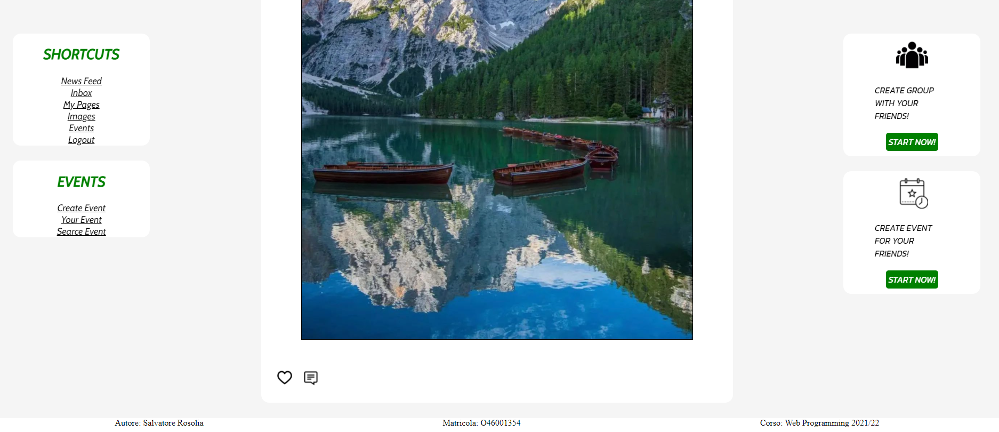 SHORTCUTS
News Feed
Inbox
My Pages
Images
Events
Logout
EVENTS
Create Event
Your Event
Searce Event
CREATE GROUP
WITH YOUR
FRIENDS!
START NOW!
CREATE EVENT
FOR YOUR
FRIENDS!
START NOW!
Autore: Salvatore Rosolia
Matricola: O46001354
Corso: Web Programming 2021/22